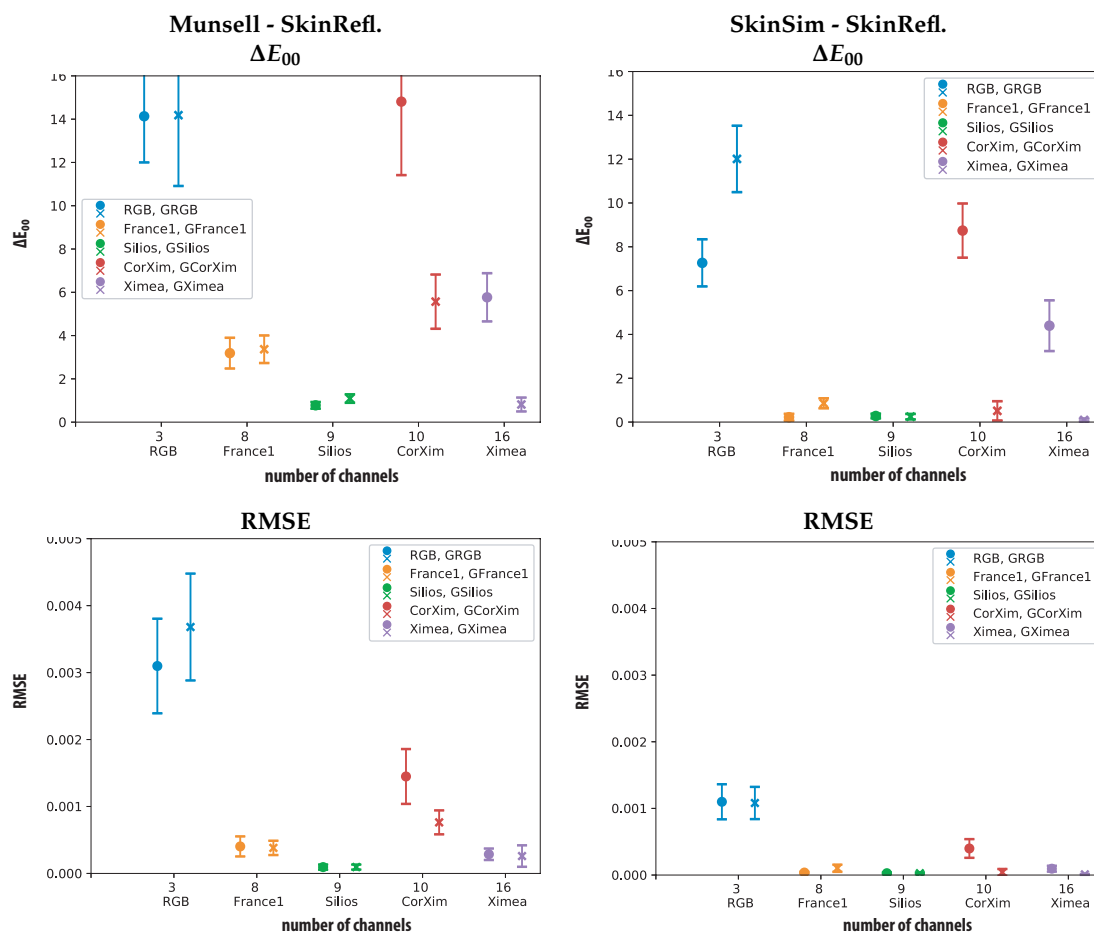 Munsell - SkinRefl.
ΔE00
16
14
12
10
8
6
4
2
0
ΔE00
RGB, GRGB
France1, GFrance1
Silios, GSilios
CorXim, GCorXim
Ximea, GXimea
3
RGB
8
France1
9
Silios
10
CorXim
16
Ximea
number of channels
SkinSim - SkinRefl.
ΔE00
16
14
12
10
8
6
4
2
0
ΔE00
RGB, GRGB
France1, GFrance1
Silios, GSilios
CorXim, GCorXim
Ximea, GXimea
3
RGB
8
France1
9
Silios
10
CorXim
16
Ximea
number of channels
RMSE
0.005
0.004
0.003
0.002
0.001
0.000
RMSE
RGB, GRGB
France1, GFrance1
Silios, GSilios
CorXim, GCorXim
Ximea, GXimea
3
RGB
8
France1
9
Silios
10
CorXim
16
Ximea
number of channels
RMSE
0.005
0.004
0.003
0.002
0.001
0.000
RMSE
RGB, GRGB
France1, GFrance1
Silios, GSilios
CorXim, GCorXim
Ximea, GXimea
3
RGB
8
France1
9
Silios
10
CorXim
16
Ximea
number of channels